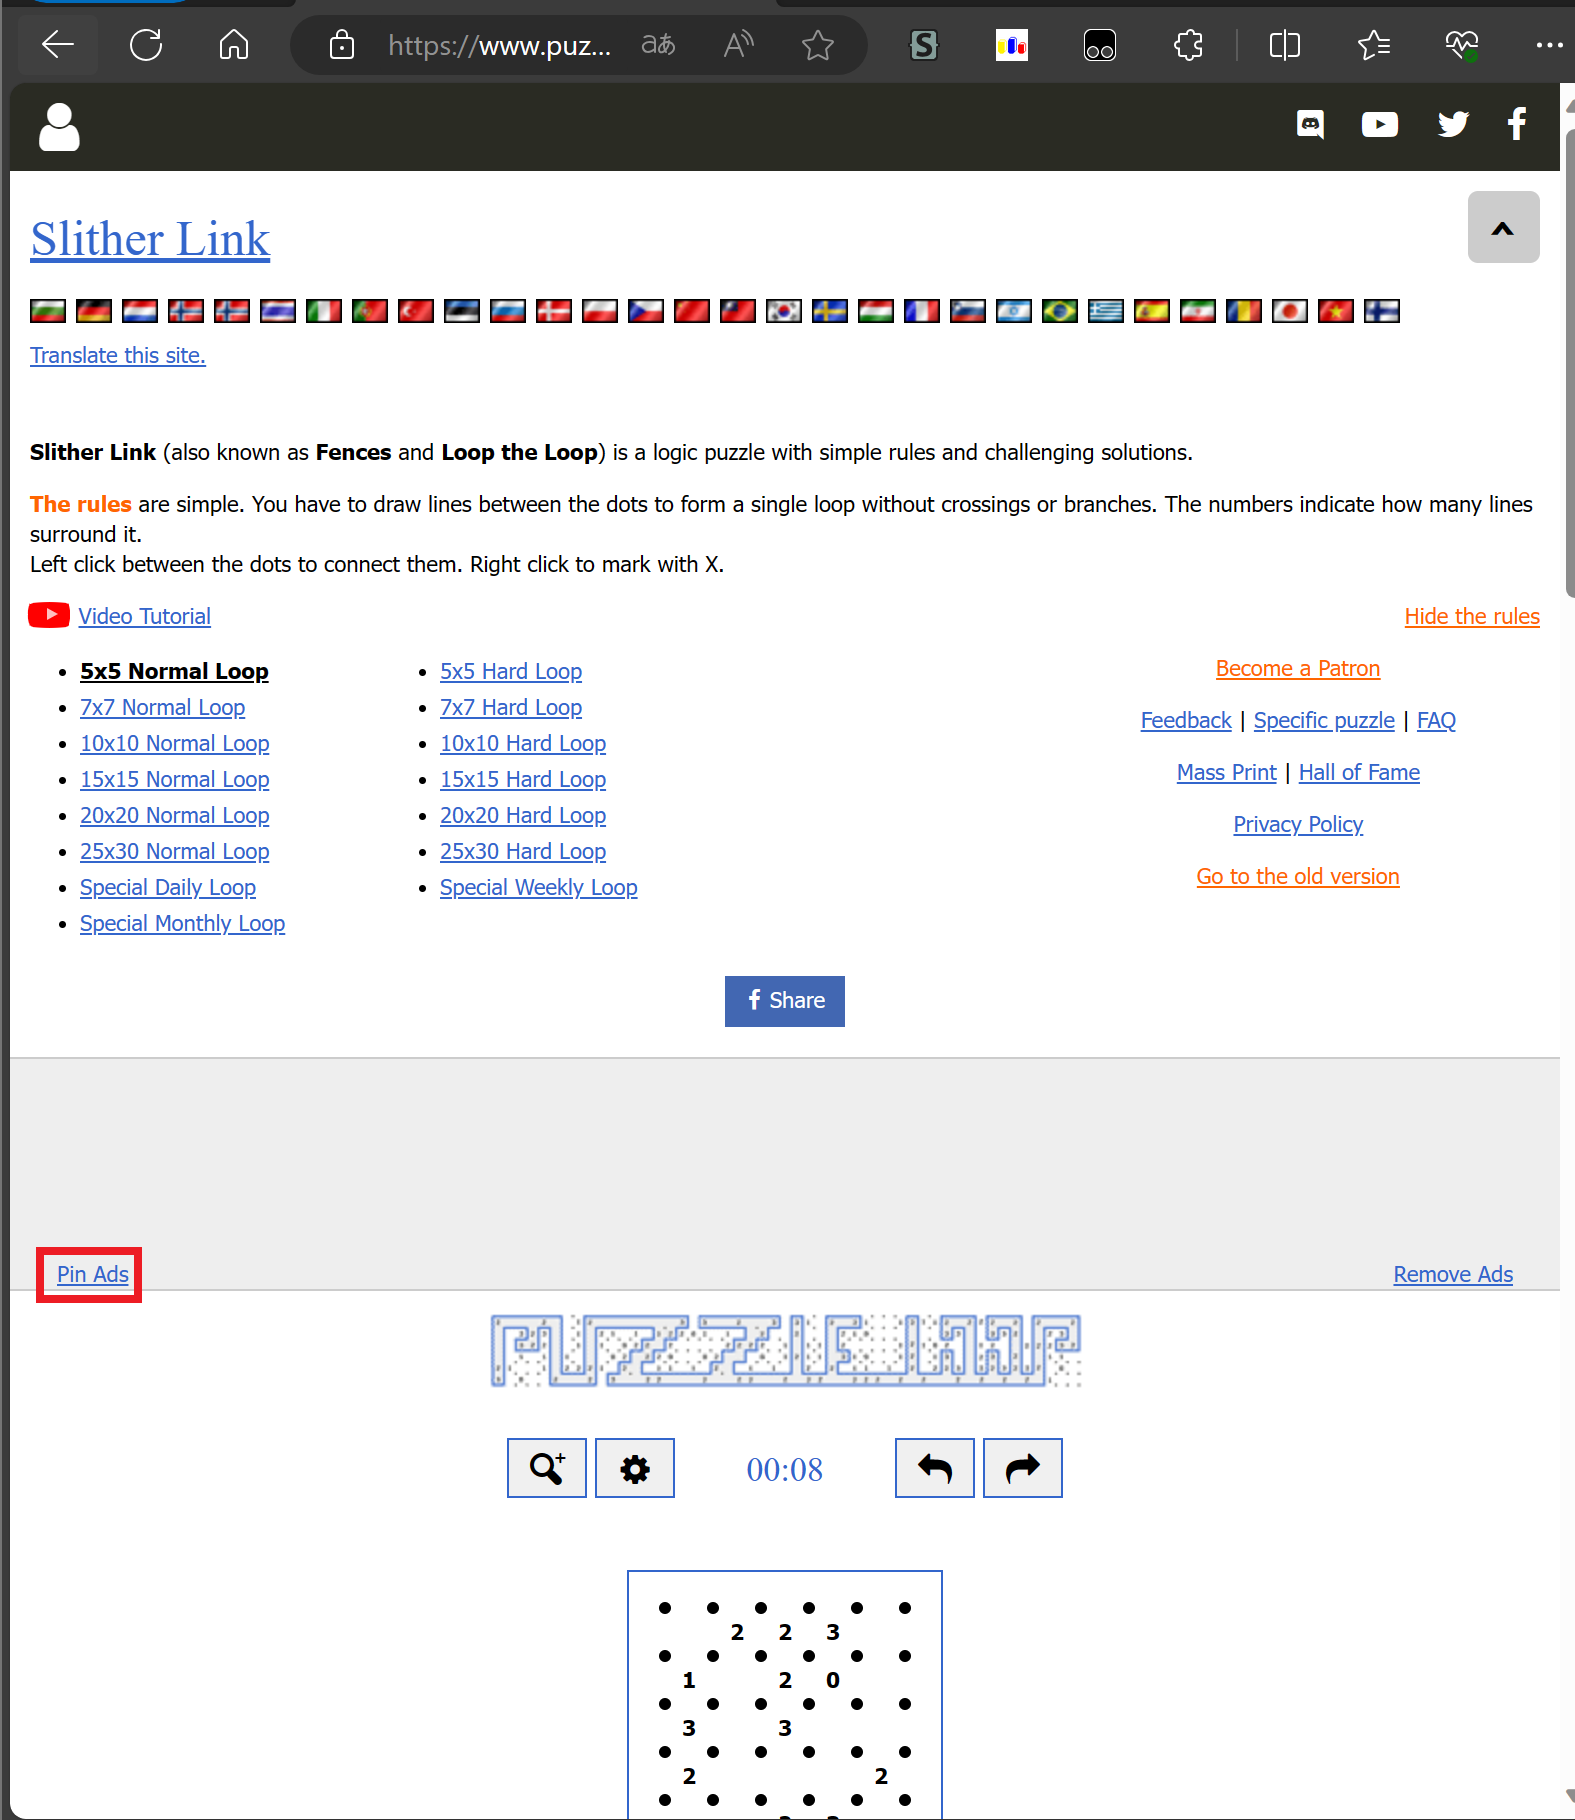 https://www.puz...
aあ
A
S
Slither Link
Translate this site.
Slither Link (also known as Fences and Loop the Loop) is a logic puzzle with simple rules and challenging solutions.
The rules are simple. You have to draw lines between the dots to form a single loop without crossings or branches. The numbers indicate how many lines
surround it.
Left click between the dots to connect them. Right click to mark with X.
Video Tutorial
Hide the rules
5x5 Normal Loop
7x7 Normal Loop
10x10 Normal Loop
15x15 Normal Loop
20x20 Normal Loop
25x30 Normal Loop
Special Daily Loop
Special Monthly Loop
5x5 Hard Loop
7x7 Hard Loop
10x10 Hard Loop
15x15 Hard Loop
20x20 Hard Loop
25x30 Hard Loop
Special Weekly Loop
Become a Patron
Feedback | Specific puzzle | FAQ
Mass Print | Hall of Fame
Privacy Policy
Go to the old version
f Share
Pin Ads
Remove Ads
PUZZLE LOOP
00:08
2 2 3
1 2 0
3 3
2 2